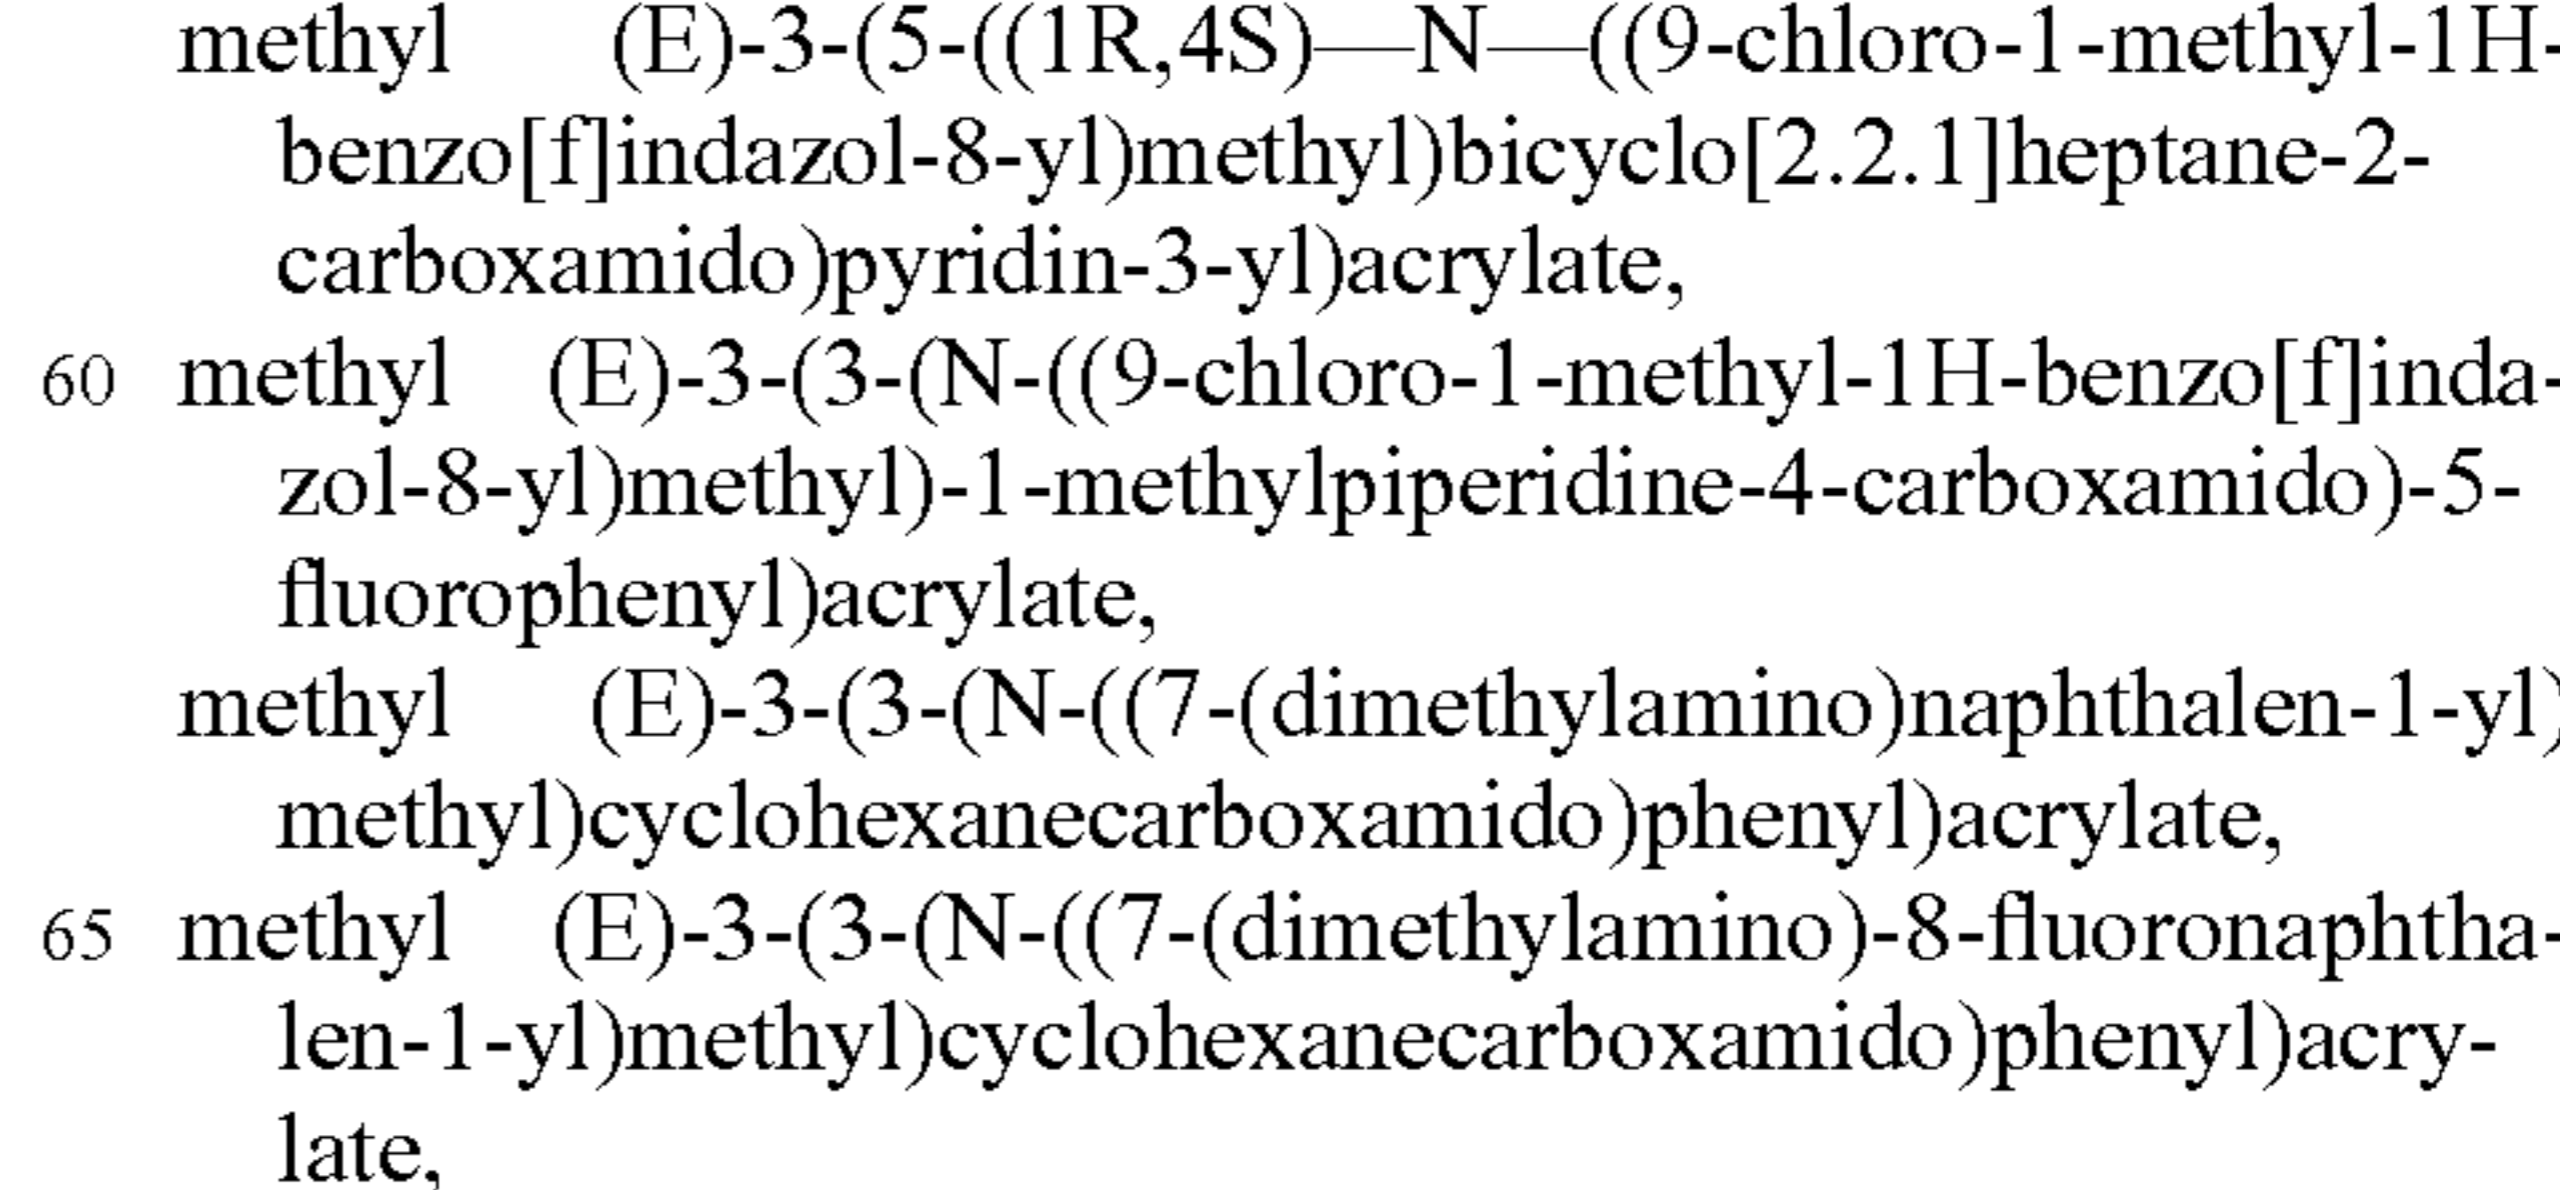 methyl (E)-3-(5-((1R,4S)—N—((9-chloro-1-methyl-1H-
benzo[f]indazol-8-yl)methyl)bicyclo[2.2.1]heptane-2-
carboxamido)pyridin-3-yl)acrylate,
60 methyl (E)-3-(3-(N-((9-chloro-1-methyl-1H-benzo[f]inda-
zol-8-yl)methyl)-1-methylpiperidine-4-carboxamido)-5-
fluorophenyl)acrylate,
methyl (E)-3-(3-(N-((7-(dimethylamino)naphthalen-1-yl)
methyl)cyclohexanecarboxamido)phenyl)acrylate,
65 methyl (E)-3-(3-(N-((7-(dimethylamino)-8-fluoronaphtha-
len-1-yl)methyl)cyclohexanecarboxamido)phenyl)acry-
late,